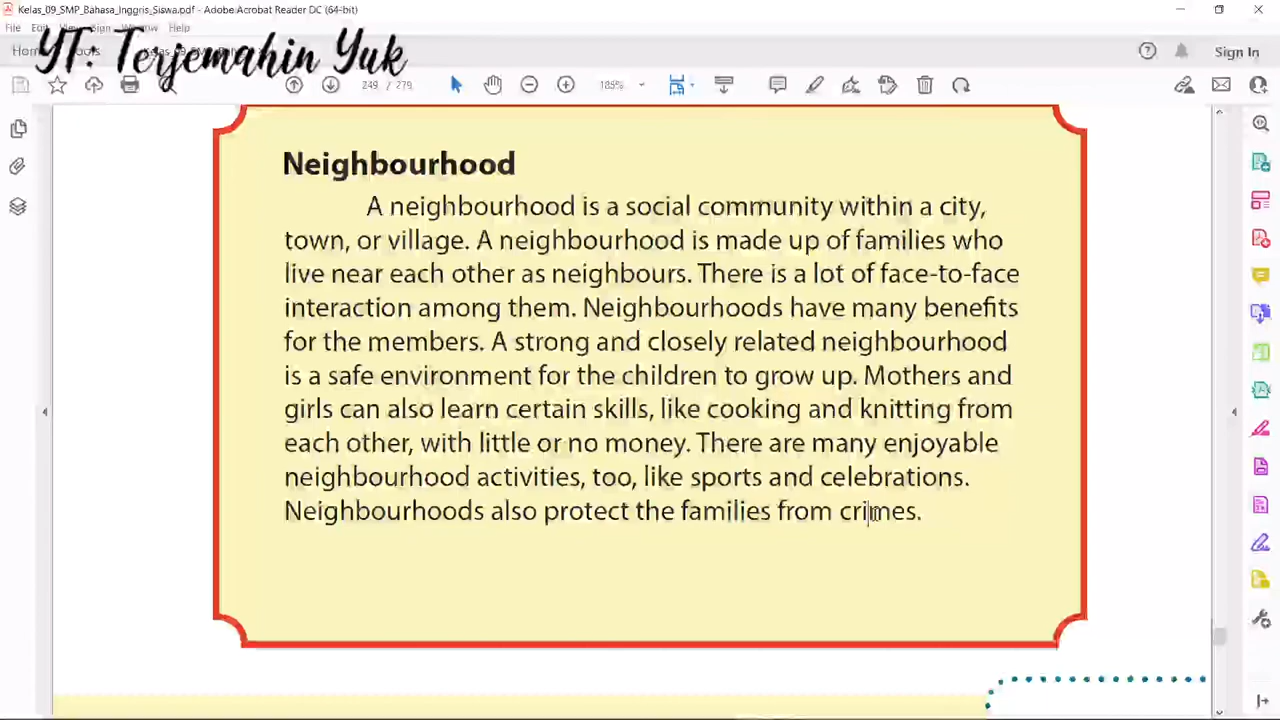 Kelas_09_SMP_Bahasa_Inggris_Siswa.pdf - Adobe Acrobat Reader DC (64-bit)
File Edit View Sign Window Help
YT: Terjemahin Yuk
Sign In
249 / 279
185%
Neighbourhood
A neighbourhood is a social community within a city,
town, or village. A neighbourhood is made up of families who
live near each other as neighbours. There is a lot of face-to-face
interaction among them. Neighbourhoods have many benefits
for the members. A strong and closely related neighbourhood
is a safe environment for the children to grow up. Mothers and
girls can also learn certain skills, like cooking and knitting from
each other, with little or no money. There are many enjoyable
neighbourhood activities, too, like sports and celebrations.
Neighbourhoods also protect the families from crimes.